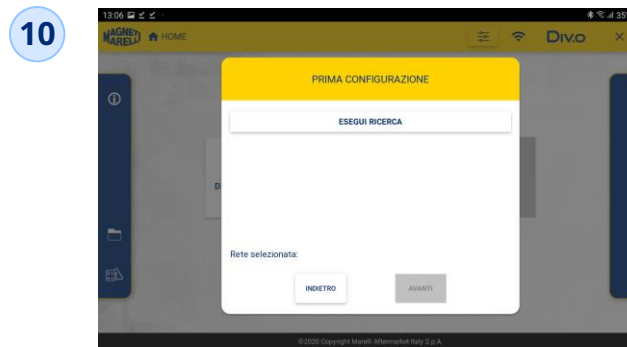 10
13:06
35%
MAGNETI
MARELLI
HOME
DIV.O
PRIMA CONFIGURAZIONE
ESEGUI RICERCA
D
Rete selezionata:
INDIETRO
AVANTI
©2020 Copyright Marelli Aftermarket Italy S.p.A.